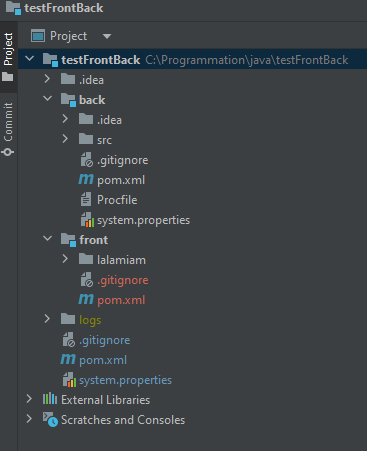 testFrontBack
Project
Project
Commit
testFrontBack C:\Programmation\java\testFrontBack
.idea
back
.idea
src
.gitignore
pom.xml
Procfile
system.properties
front
lalamiam
.gitignore
pom.xml
logs
.gitignore
pom.xml
system.properties
External Libraries
Scratches and Consoles